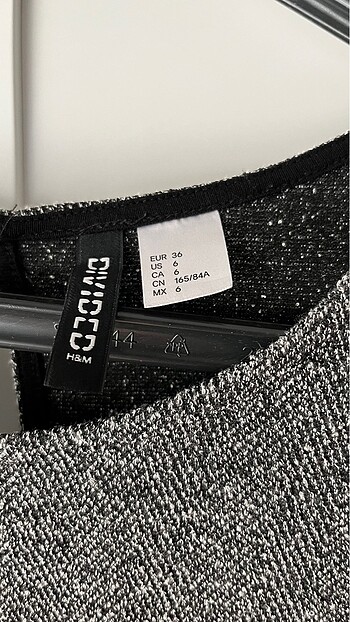 DIVIDED
H&M
EUR 36
US 6
CA 6
CN 165/84A
MX 6
44